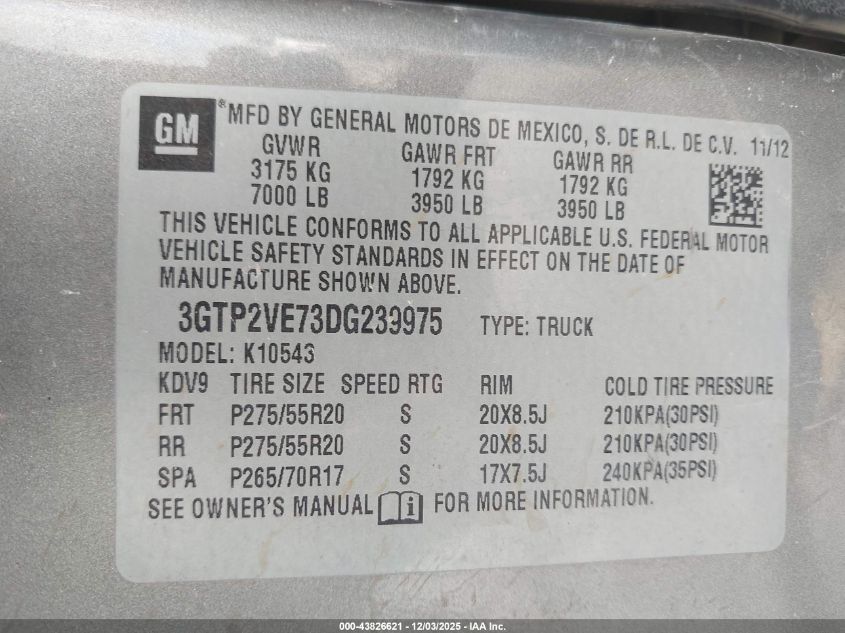 GM
®MFD BY GENERAL MOTORS DE MEXICO, S. DE R.L. DE C.V. 11/12
GVWR GAWR FRT GAWR RR
3175 KG 1792 KG 1792 KG
7000 LB 3950 LB 3950 LB
THIS VEHICLE CONFORMS TO ALL APPLICABLE U.S. FEDERAL MOTOR
VEHICLE SAFETY STANDARDS IN EFFECT ON THE DATE OF
MANUFACTURE SHOWN ABOVE.
3GTP2VE73DG239975 TYPE: TRUCK
MODEL: K10543
KDV9 TIRE SIZE SPEED RTG RIM COLD TIRE PRESSURE
FRT P275/55R20 S 20X8.5J 210KPA(30PSI)
RR P275/55R20 S 20X8.5J 210KPA(30PSI)
SPA P265/70R17 S 17X7.5J 240KPA(35PSI)
SEE OWNER'S MANUAL i FOR MORE INFORMATION.
000-43826621 - 12/03/2025 - IAA Inc.